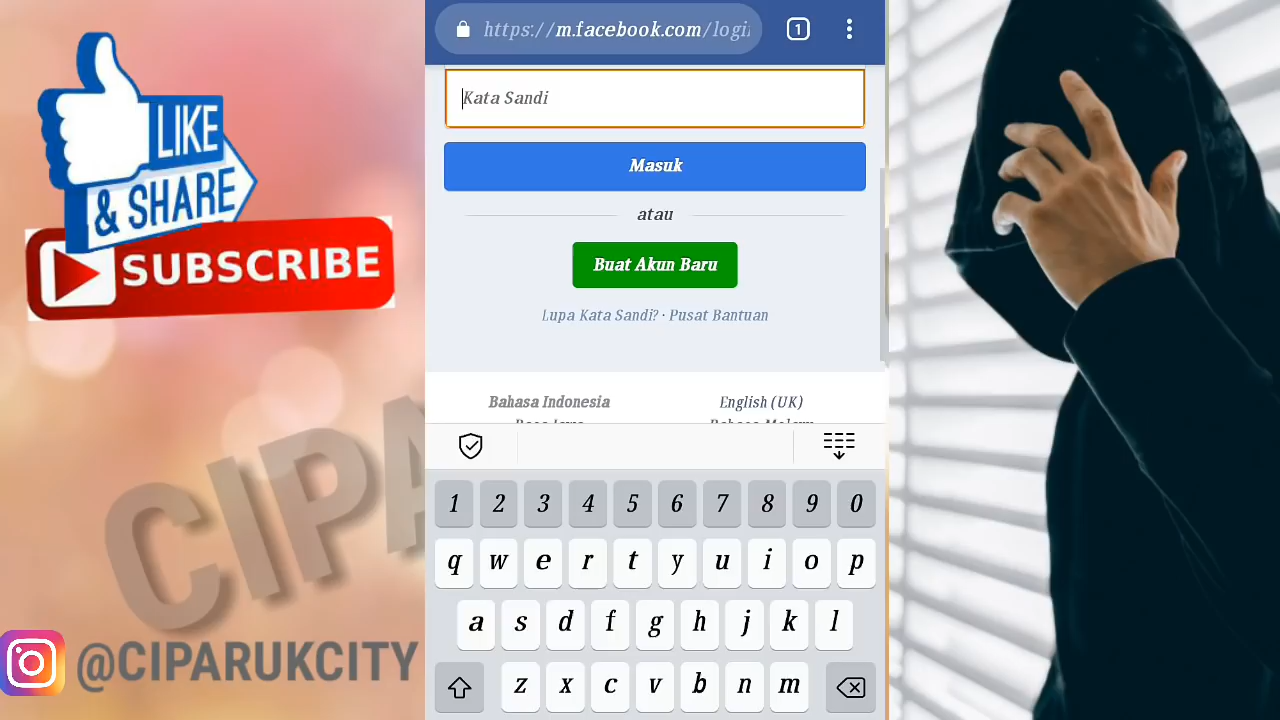 LIKE
& SHARE
SUBSCRIBE
CIPA
@CIPARUKCITY
https://m.facebook.com/logi
1
Kata Sandi
Masuk
atau
Buat Akun Baru
Lupa Kata Sandi? · Pusat Bantuan
Bahasa Indonesia English (UK)
1 2 3 4 5 6 7 8 9 0
q w e r t y u i o p
a s d f g h j k l
z x c v b n m